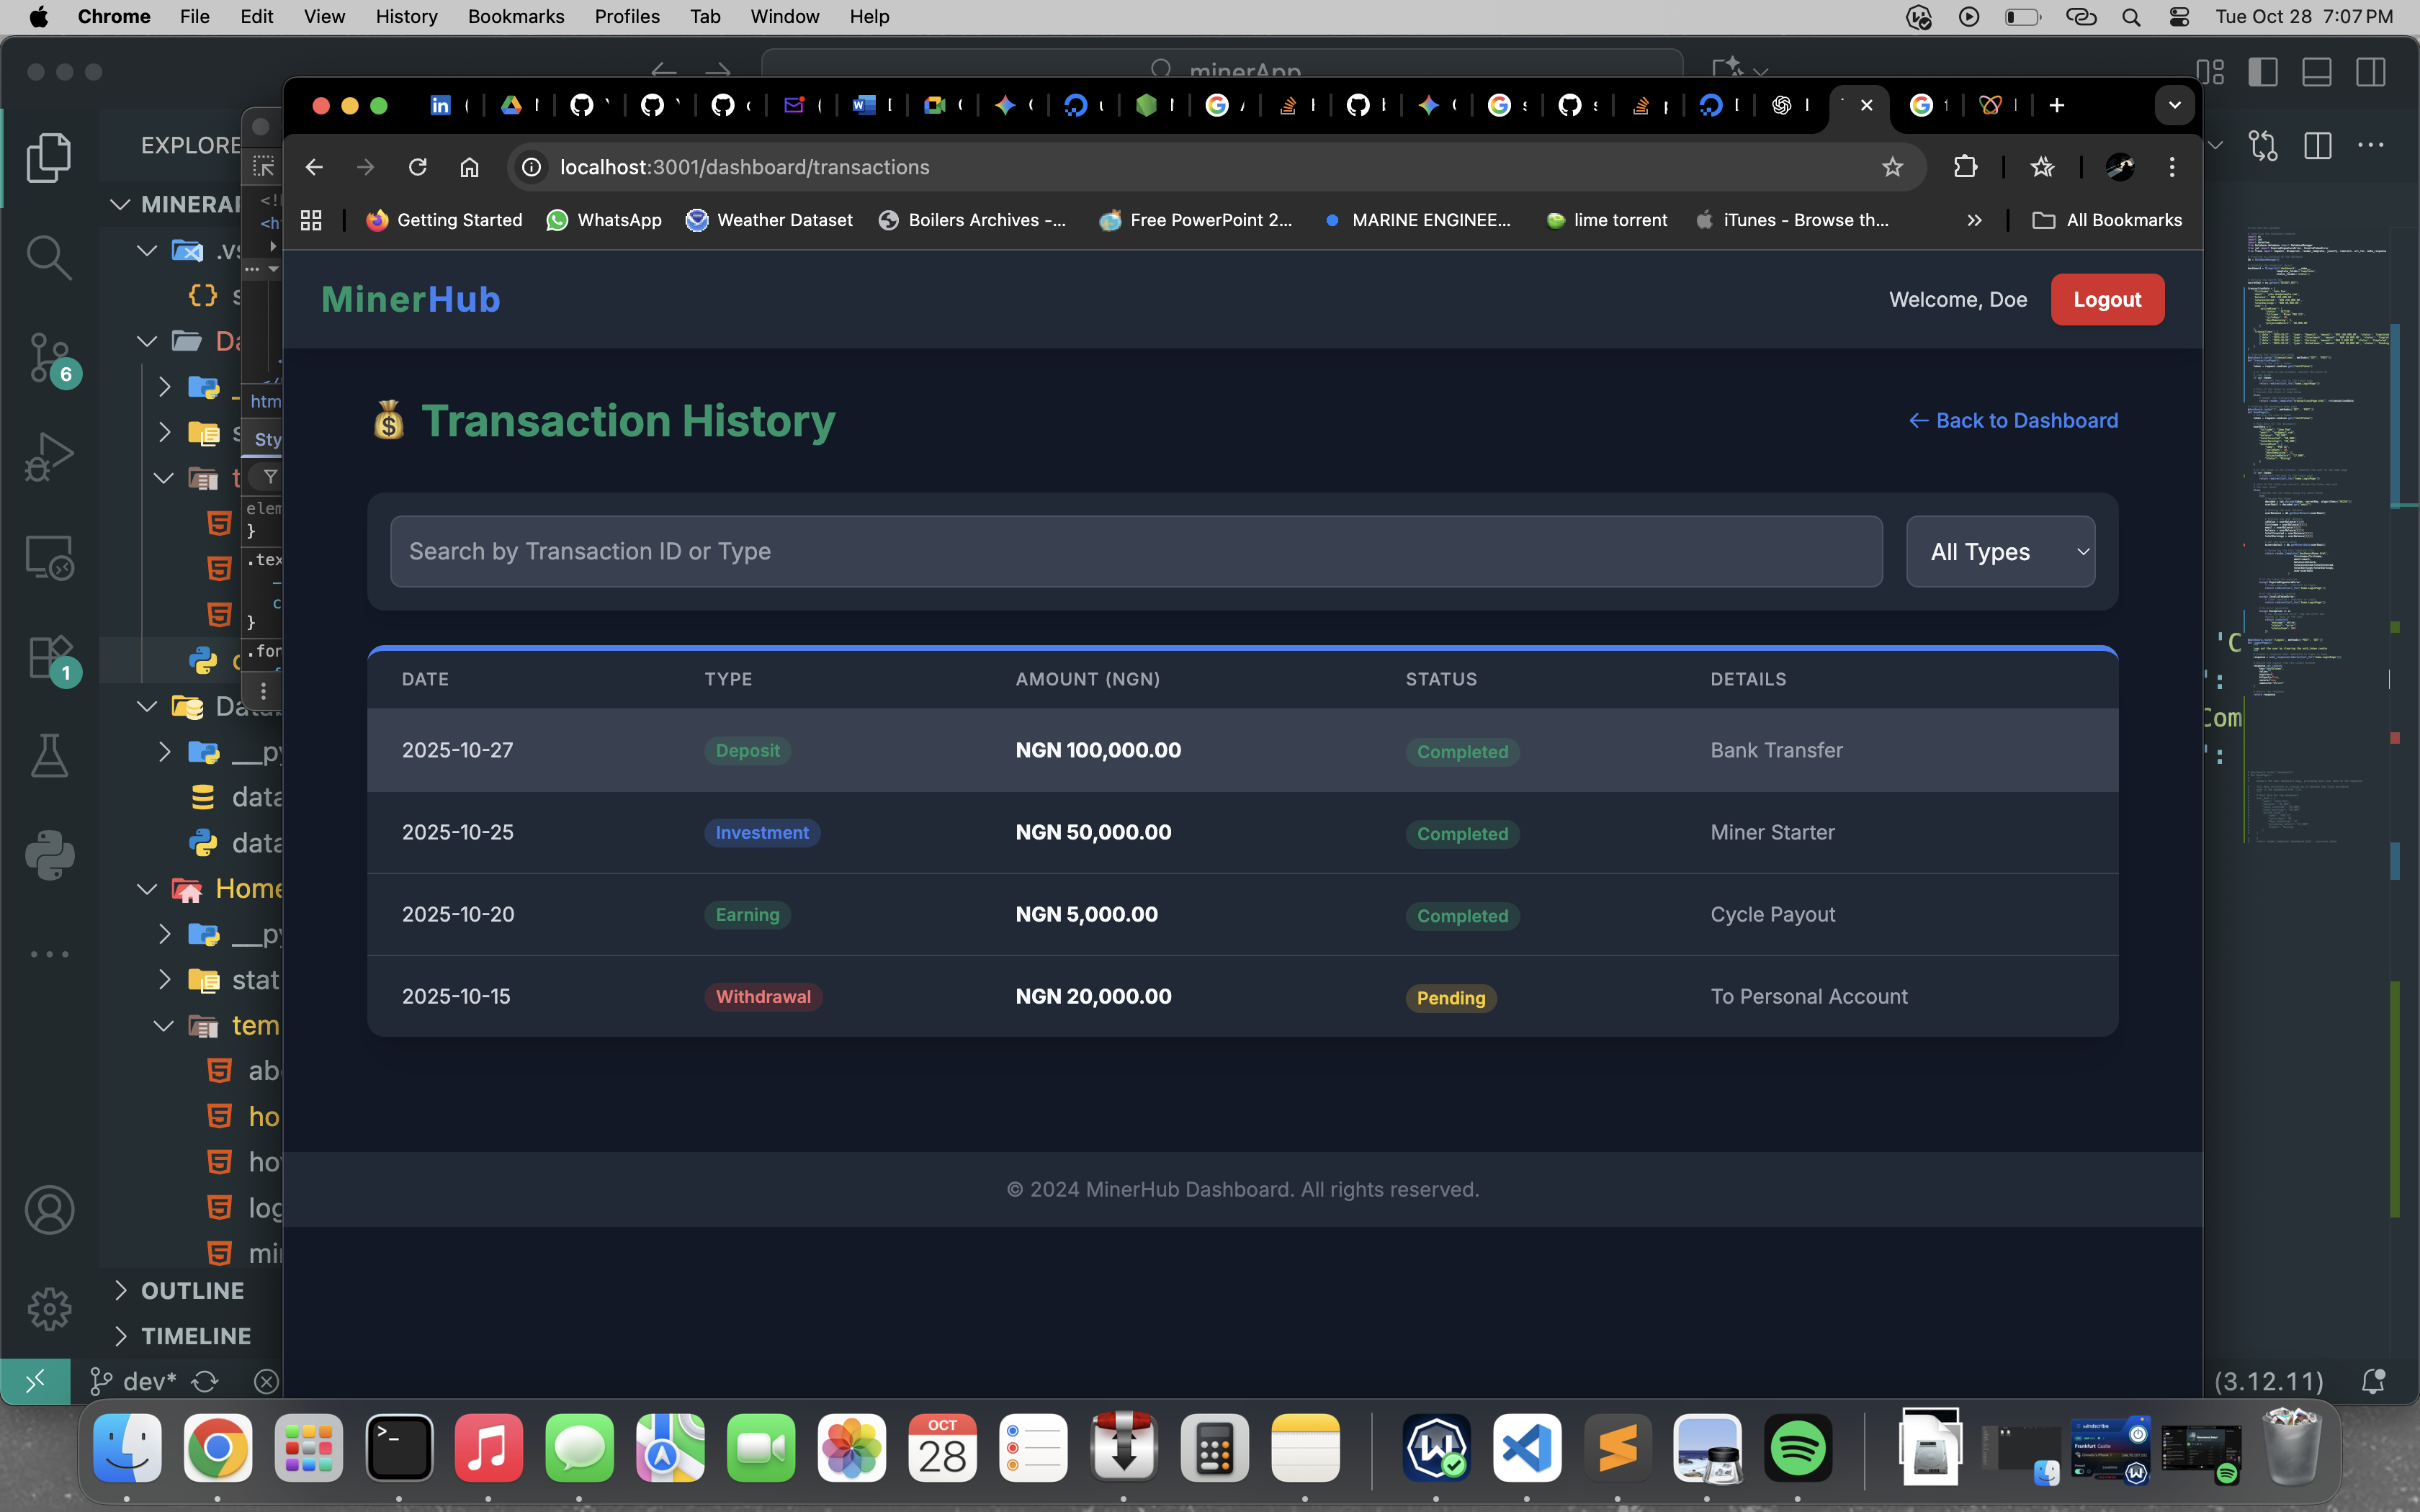 Chrome File Edit View History Bookmarks Profiles Tab Window Help Tue Oct 28 7:07 PM
minerApp
EXPLORE
MINERAP
6
1
OUTLINE
TIMELINE
dev*
(3.12.11)
localhost:3001/dashboard/transactions
Getting Started WhatsApp Weather Dataset Boilers Archives -... Free PowerPoint 2... MARINE ENGINEE... lime torrent iTunes - Browse th... » All Bookmarks
MinerHub Welcome, Doe Logout
Transaction History ← Back to Dashboard
Search by Transaction ID or Type All Types
DATE TYPE AMOUNT (NGN) STATUS DETAILS
2025-10-27 Deposit NGN 100,000.00 Completed Bank Transfer
2025-10-25 Investment NGN 50,000.00 Completed Miner Starter
2025-10-20 Earning NGN 5,000.00 Completed Cycle Payout
2025-10-15 Withdrawal NGN 20,000.00 Pending To Personal Account
© 2024 MinerHub Dashboard. All rights reserved.
OCT
28